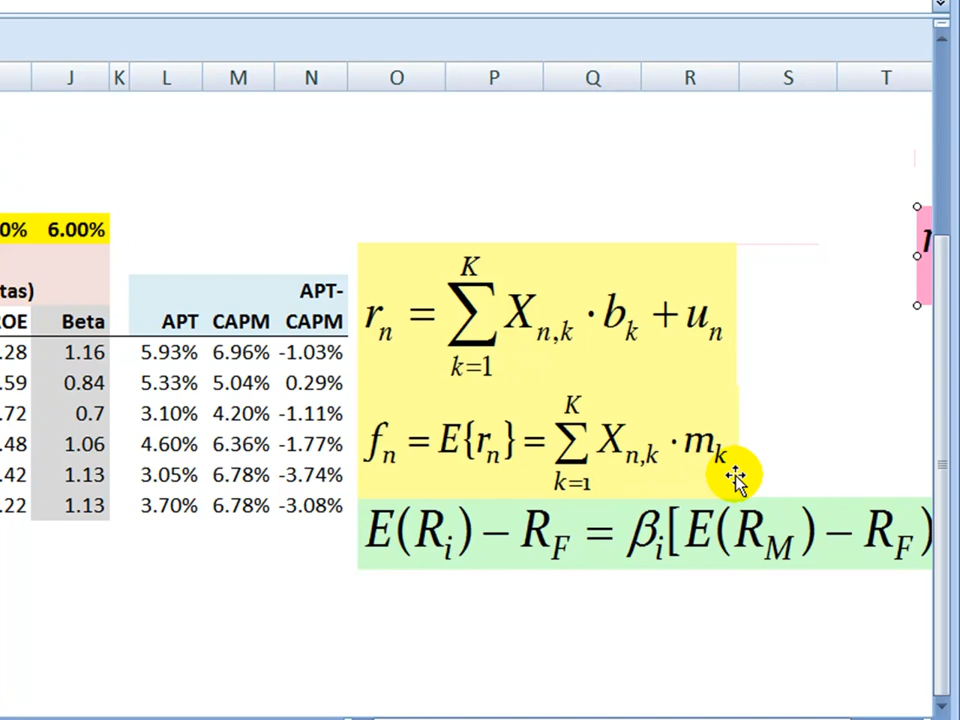 J K L M N O P Q R S T
0% 6.00%
tas) APT-
ROE Beta APT CAPM CAPM
.28 1.16 5.93% 6.96% -1.03%
.59 0.84 5.33% 5.04% 0.29%
.72 0.7 3.10% 4.20% -1.11%
.48 1.06 4.60% 6.36% -1.77%
.42 1.13 3.05% 6.78% -3.74%
.22 1.13 3.70% 6.78% -3.08%
r_n = \sum_{k=1}^{K} X_{n,k} · b_k + u_n
f_n = E{r_n} = \sum_{k=1}^{K} X_{n,k} · m_k
E(R_i) − R_F = β_i[E(R_M) − R_F)